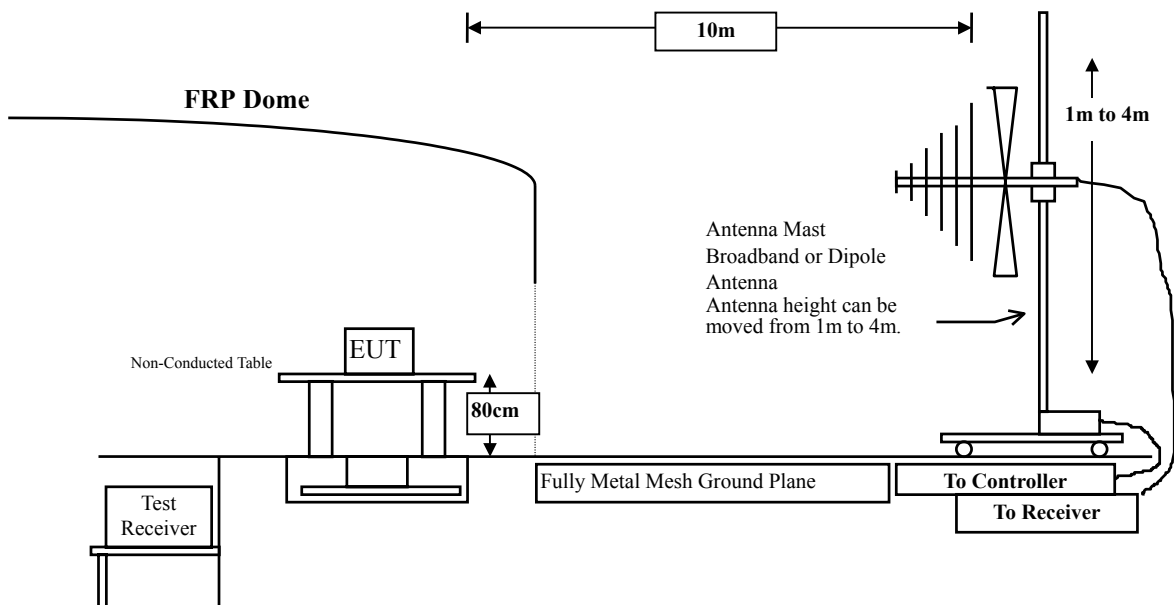 10m
FRP Dome
1m to 4m
Antenna Mast
Broadband or Dipole
Antenna
Antenna height can be
moved from 1m to 4m.
EUT
Non-Conducted Table
80cm
Fully Metal Mesh Ground Plane
To Controller
Test
Receiver
To Receiver